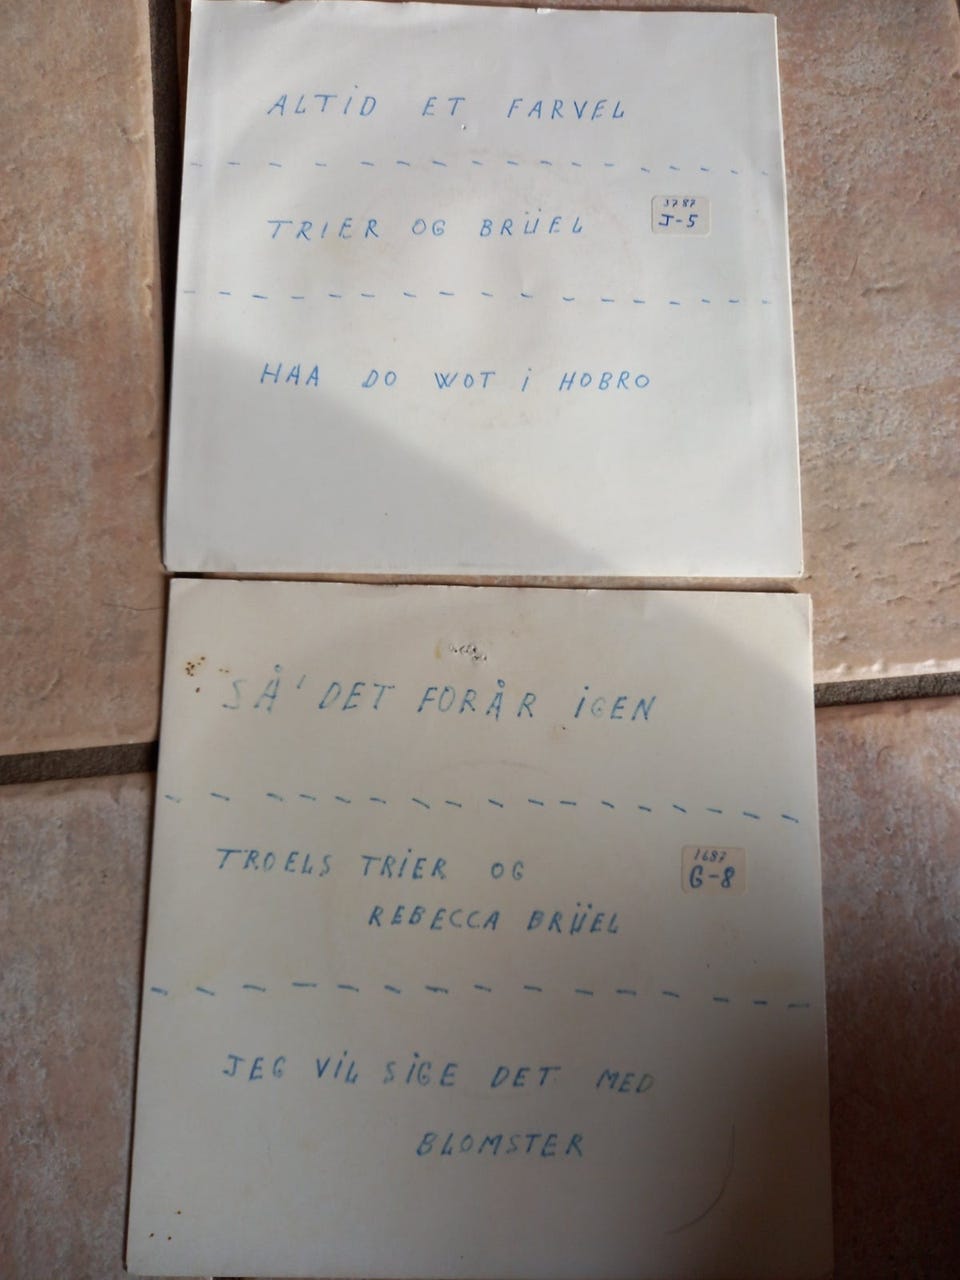 ALTiD ET FARVEL
TRIER OG BRÜEL
3787
J-5
HAA DO WOT i HOBRO
SÅ' DET FORÅR iGEN
TROELS TRiER OG
1687
G-8
REBECCA BRÜEL
JEG ViL SiGE DET MED
BLOMSTER